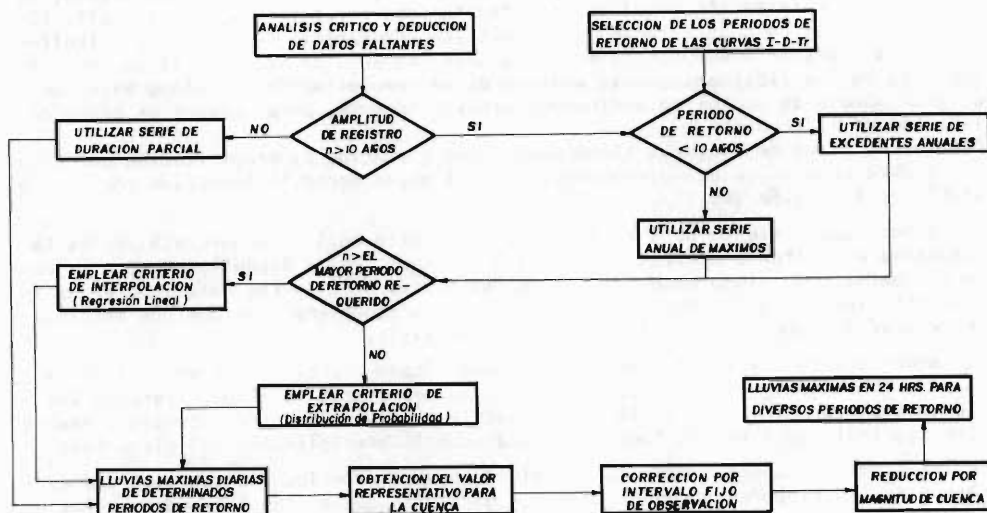 ANALISIS CRITICO Y DEDUCCION
DE DATOS FALTANTES
SELECCION DE LOS PERIODOS DE
RETORNO DE LAS CURVAS I-D-Tr
UTILIZAR SERIE DE
DURACION PARCIAL
NO
AMPLITUD
DE REGISTRO
n>10 AÑOS
SI
PERIODO
DE RETORNO
< 10 AÑOS
SI
UTILIZAR SERIE DE
EXCEDENTES ANUALES
NO
UTILIZAR SERIE
ANUAL DE MAXIMOS
EMPLEAR CRITERIO
DE INTERPOLACION
(Regresión Lineal)
SI
n>EL
MAYOR PERIODO
DE RETORNO RE-
QUERIDO
NO
EMPLEAR CRITERIO DE
EXTRAPOLACION
(Distribución de Probabilidad)
LLUVIAS MAXIMAS EN 24 HRS. PARA
DIVERSOS PERIODOS DE RETORNO
LLUVIAS MAXIMAS DIARIAS
DE DETERMINADOS
PERIODOS DE RETORNO
OBTENCION DEL VALOR
REPRESENTATIVO PARA
LA CUENCA
CORRECCION POR
INTERVALO FIJO
DE OBSERVACION
REDUCCION POR
MAGNITUD DE CUENCA